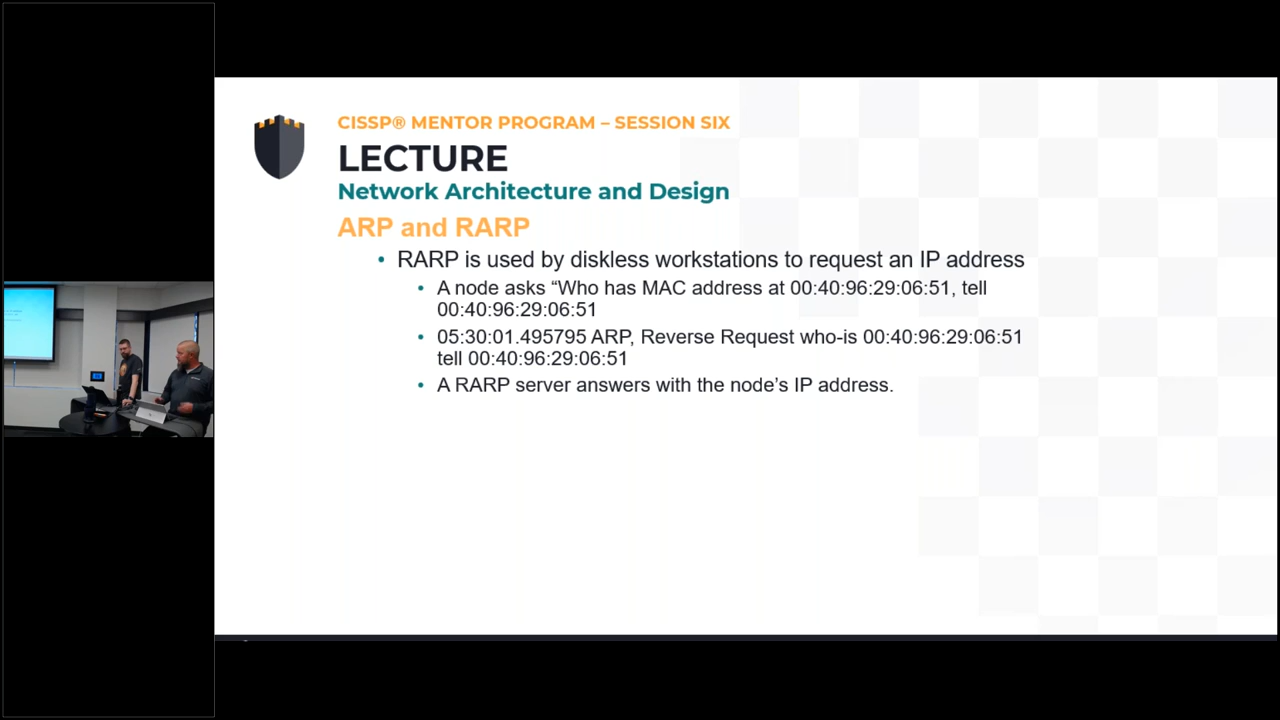 CISSP® MENTOR PROGRAM – SESSION SIX
LECTURE
Network Architecture and Design
ARP and RARP
• RARP is used by diskless workstations to request an IP address
• A node asks “Who has MAC address at 00:40:96:29:06:51, tell
00:40:96:29:06:51
• 05:30:01.495795 ARP, Reverse Request who-is 00:40:96:29:06:51
tell 00:40:96:29:06:51
• A RARP server answers with the node’s IP address.